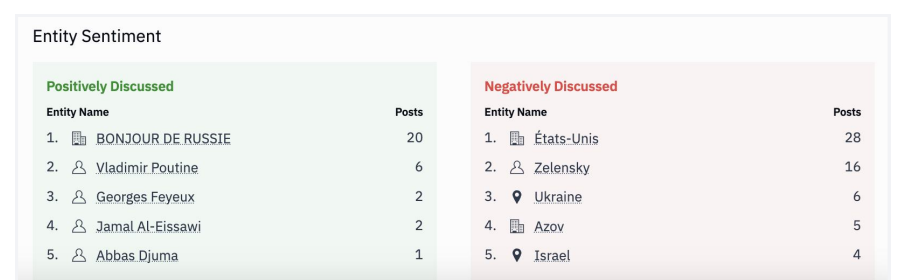 Entity Sentiment
Positively Discussed
Entity Name Posts
1. BONJOUR DE RUSSIE 20
2. Vladimir Poutine 6
3. Georges Feyeux 2
4. Jamal Al-Eissawi 2
5. Abbas Djuma 1
Negatively Discussed
Entity Name Posts
1. États-Unis 28
2. Zelensky 16
3. Ukraine 6
4. Azov 5
5. Israel 4